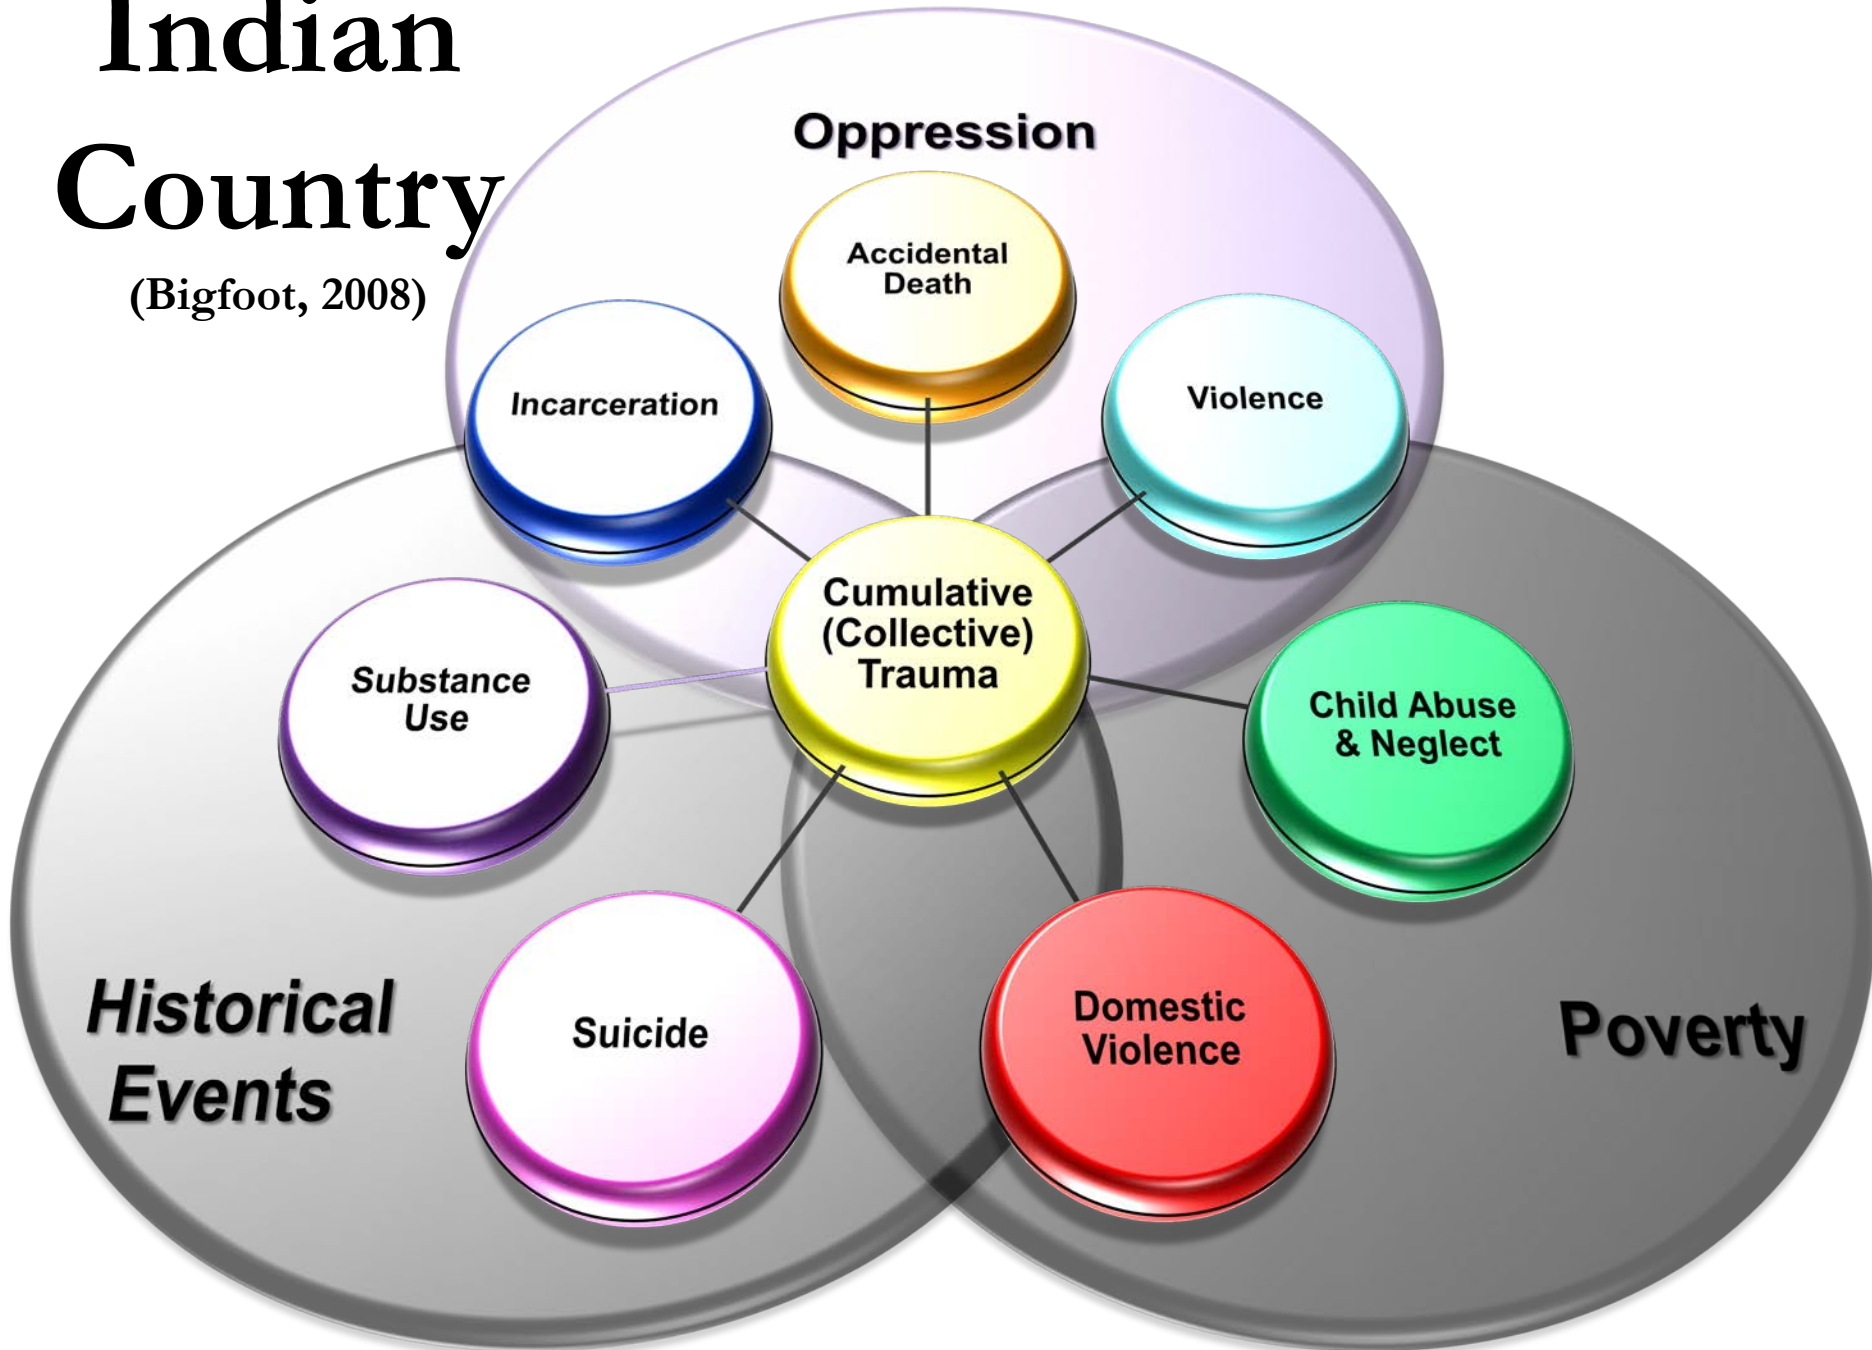 Indian
Country
(Bigfoot, 2008)
Oppression
Accidental
Death
Incarceration
Violence
Cumulative
(Collective)
Trauma
Substance
Use
Child Abuse
& Neglect
Historical
Events
Suicide
Domestic
Violence
Poverty